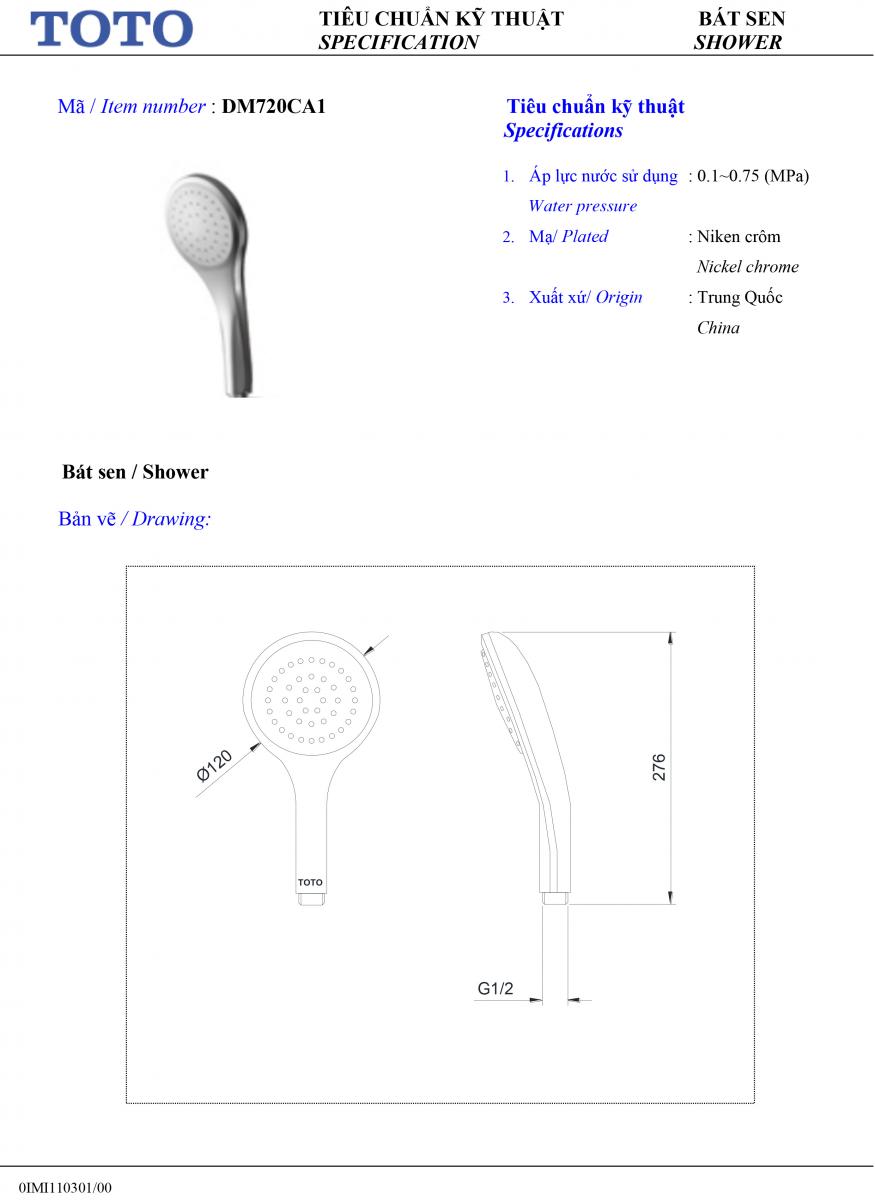 TOTO
TIÊU CHUẨN KỸ THUẬT
SPECIFICATION
BÁT SEN
SHOWER
Mã / Item number : DM720CA1
Tiêu chuẩn kỹ thuật
Specifications
1. Áp lực nước sử dụng : 0.1~0.75 (MPa)
Water pressure
2. Mạ/ Plated : Niken crôm
Nickel chrome
3. Xuất xứ/ Origin : Trung Quốc
China
Bát sen / Shower
Bản vẽ / Drawing:
Ø120
276
TOTO
G1/2
0IMI110301/00